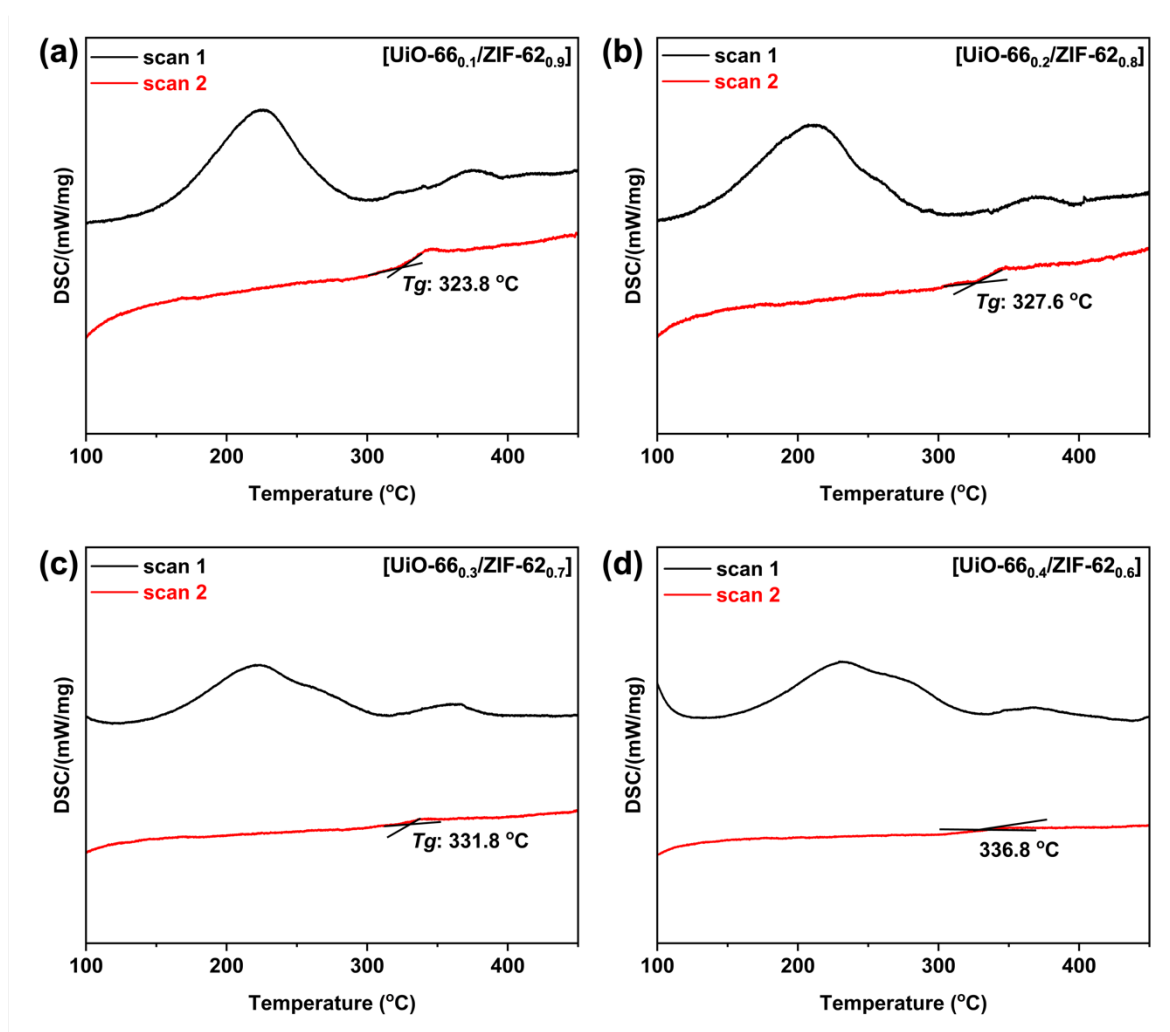 (a)
scan 1
scan 2
[UiO-66₀.₁/ZIF-62₀.₉]
DSC/(mW/mg)
Tg: 323.8 °C
100 200 300 400
Temperature (°C)
(b)
scan 1
scan 2
[UiO-66₀.₂/ZIF-62₀.₈]
DSC/(mW/mg)
Tg: 327.6 °C
100 200 300 400
Temperature (°C)
(c)
scan 1
scan 2
[UiO-66₀.₃/ZIF-62₀.₇]
DSC/(mW/mg)
Tg: 331.8 °C
100 200 300 400
Temperature (°C)
(d)
scan 1
scan 2
[UiO-66₀.₄/ZIF-62₀.₆]
DSC/(mW/mg)
336.8 °C
100 200 300 400
Temperature (°C)